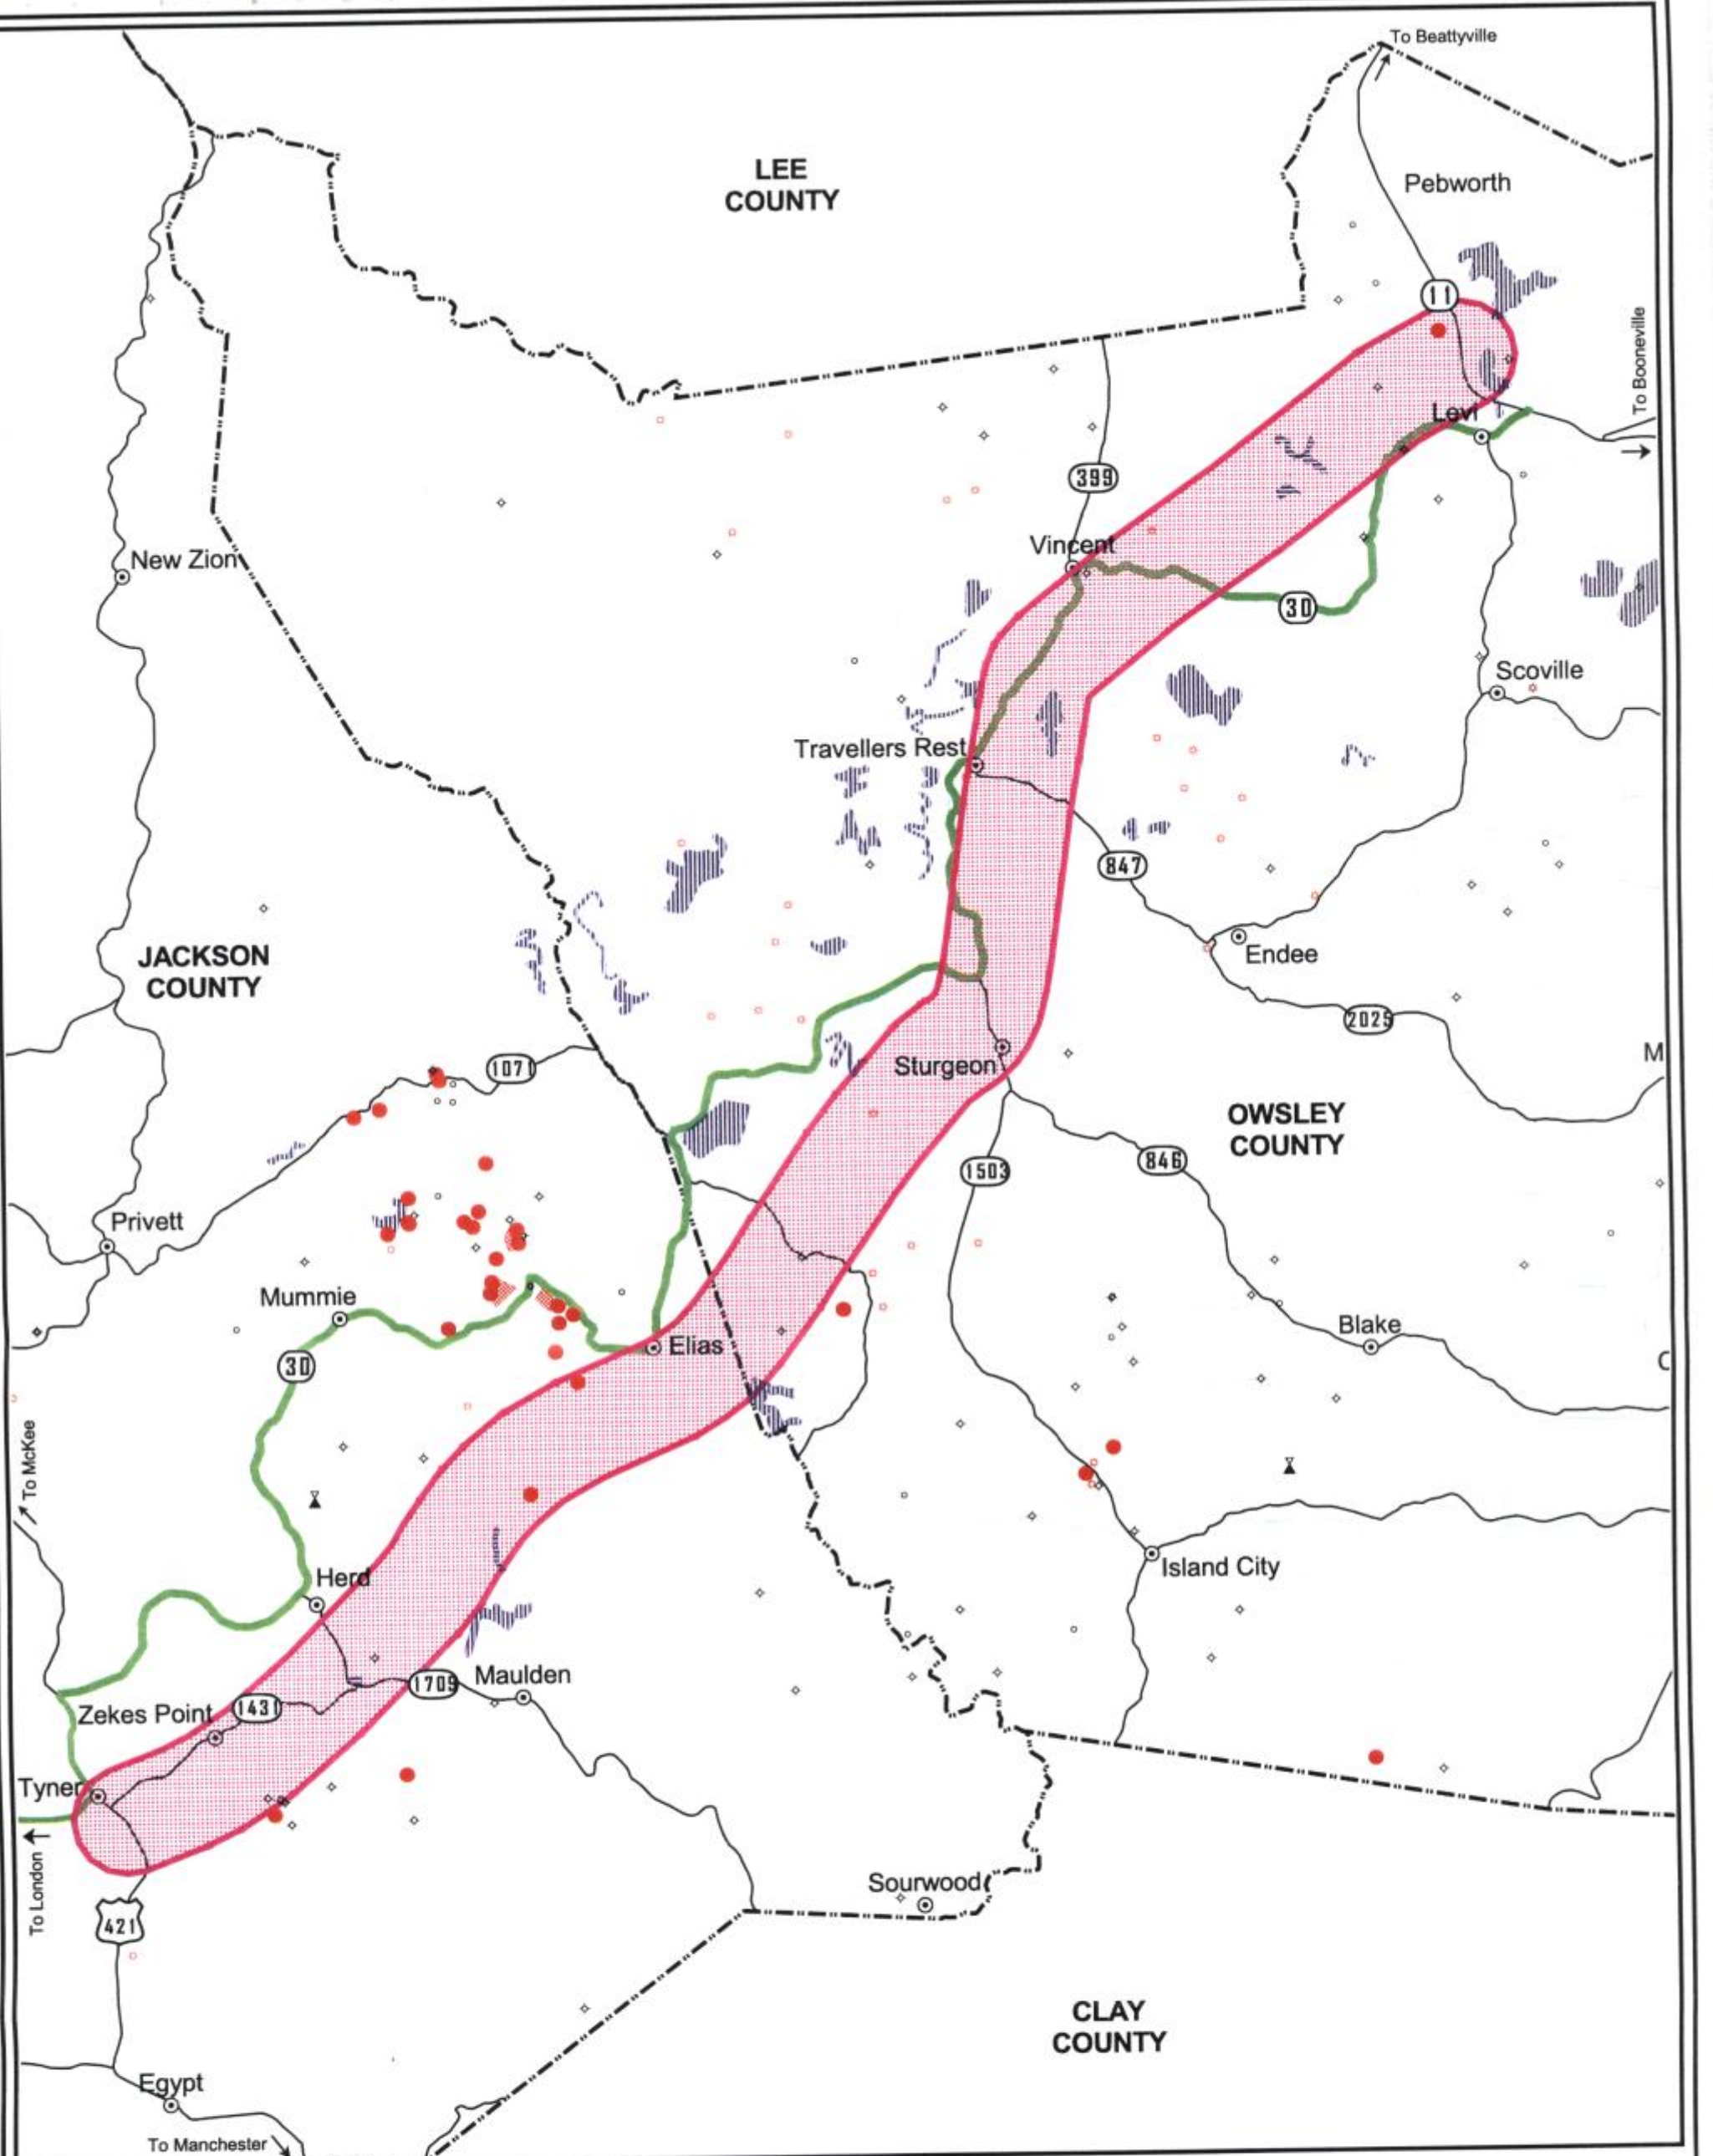 To Beattyville
LEE
COUNTY
Pebworth
11
To Booneville
Levi
399
Vincent
New Zion
30
Scoville
Travellers Rest
847
JACKSON
COUNTY
Endee
2025
M
1071
Sturgeon
OWSLEY
COUNTY
846
1503
Privett
Mummie
Blake
Elias
30
To McKee
Island City
Herd
Maulden
1709
Zekes Point
1431
Tyner
To London
Sourwood
421
CLAY
COUNTY
Egypt
To Manchester